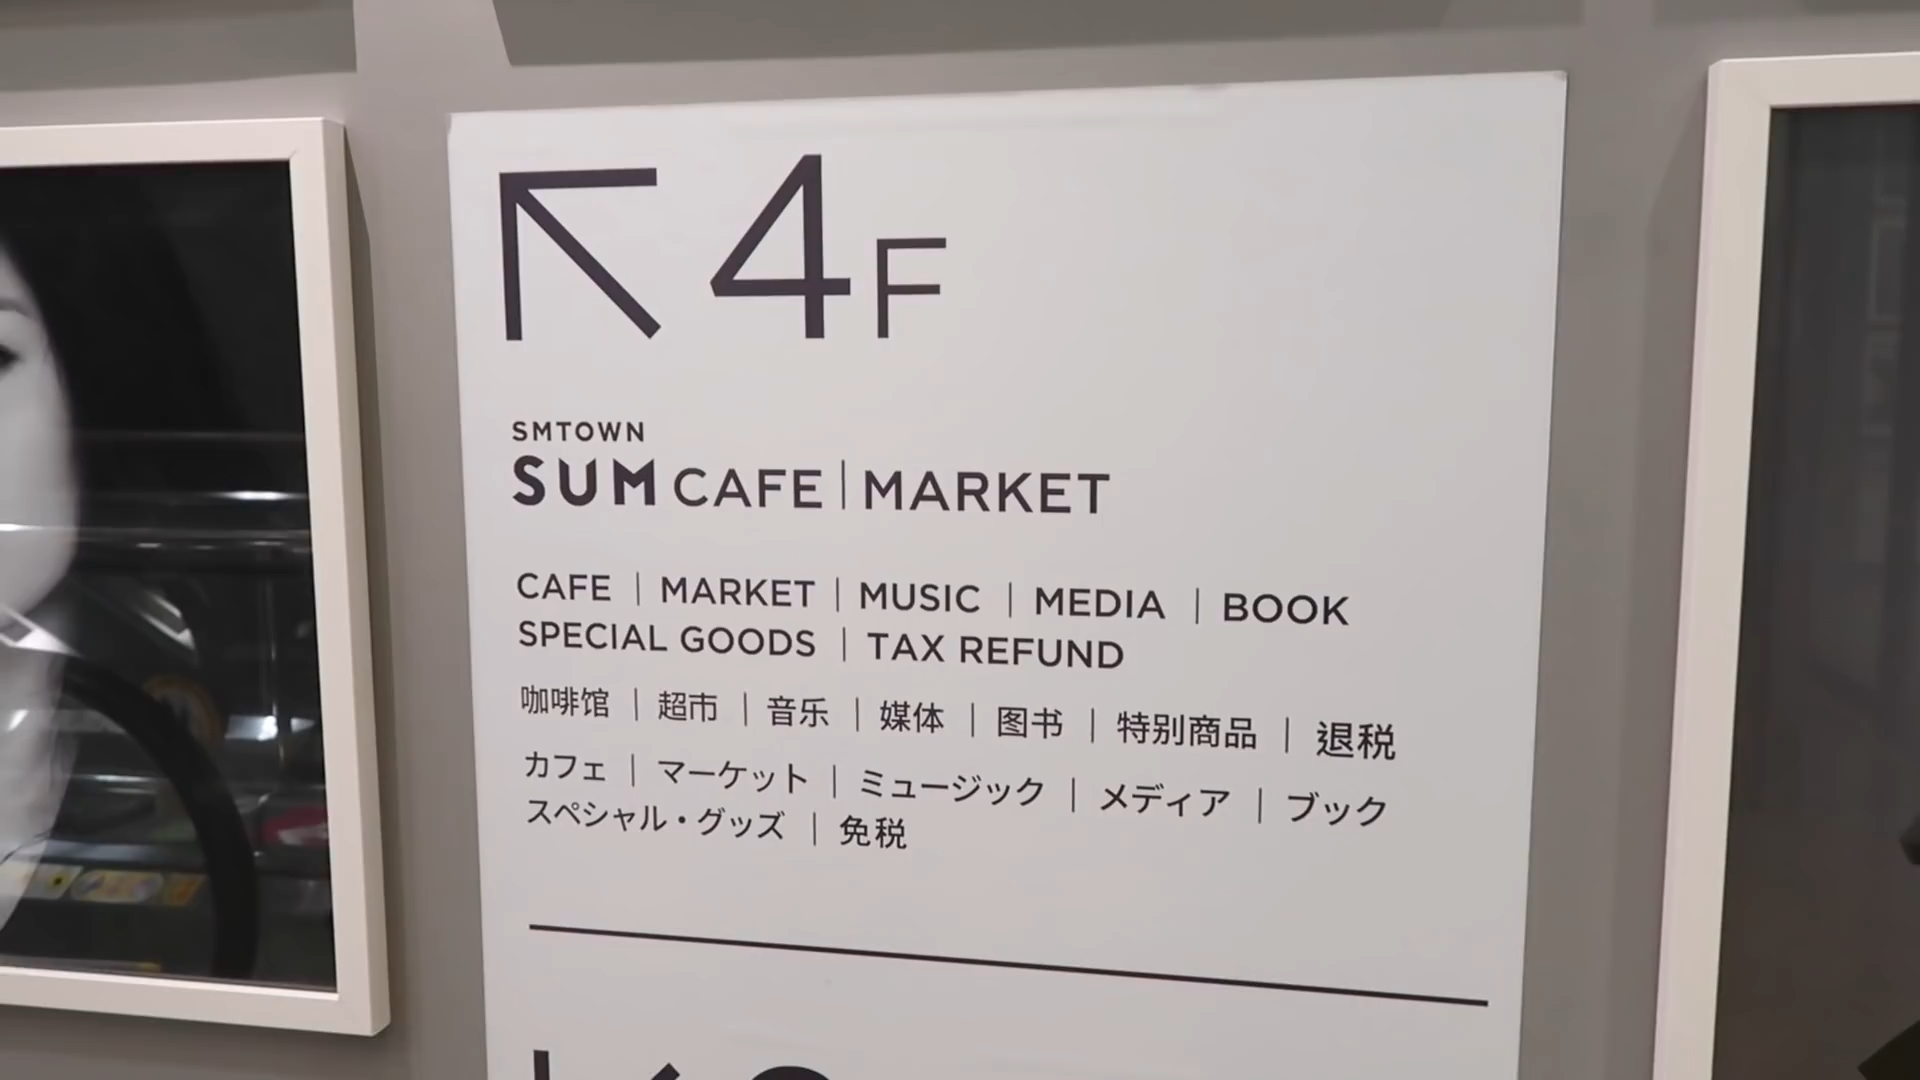 4F
SMTOWN
SUM CAFE | MARKET
CAFE | MARKET | MUSIC | MEDIA | BOOK
SPECIAL GOODS | TAX REFUND
咖啡馆 | 超市 | 音乐 | 媒体 | 图书 | 特别商品 | 退税
カフェ | マーケット | ミュージック | メディア | ブック
スペシャル・グッズ | 免税